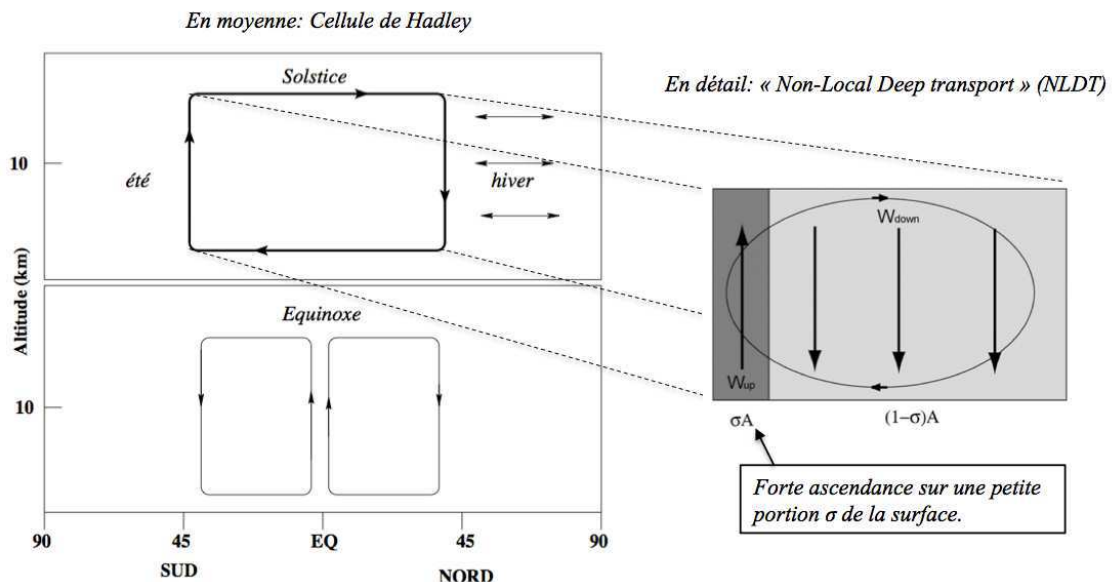 En moyenne: Cellule de Hadley
Solstice
En détail: « Non-Local Deep transport » (NLDT)
10
été
hiver
Wdown
Altitude (km)
Equinoxe
Wup
10
σA
(1−σ)A
Forte ascendance sur une petite
portion σ de la surface.
90
45
EQ
45
90
SUD
NORD